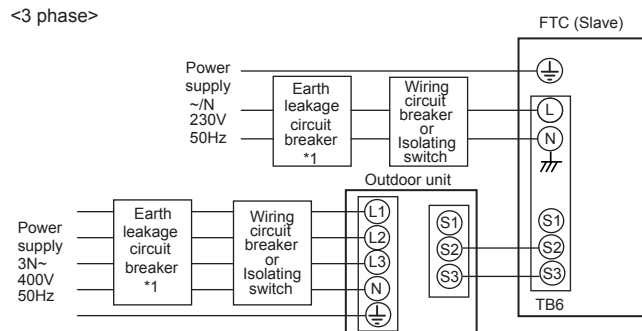 <3 phase>
FTC (Slave)
Power
supply
~/N
230V
50Hz
Earth
leakage
circuit
breaker
*1
Wiring
circuit
breaker
or
Isolating
switch
L
N
Outdoor unit
Power
supply
3N~
400V
50Hz
Earth
leakage
circuit
breaker
*1
Wiring
circuit
breaker
or
Isolating
switch
L1
L2
L3
N
S1
S2
S3
S1
S2
S3
TB6